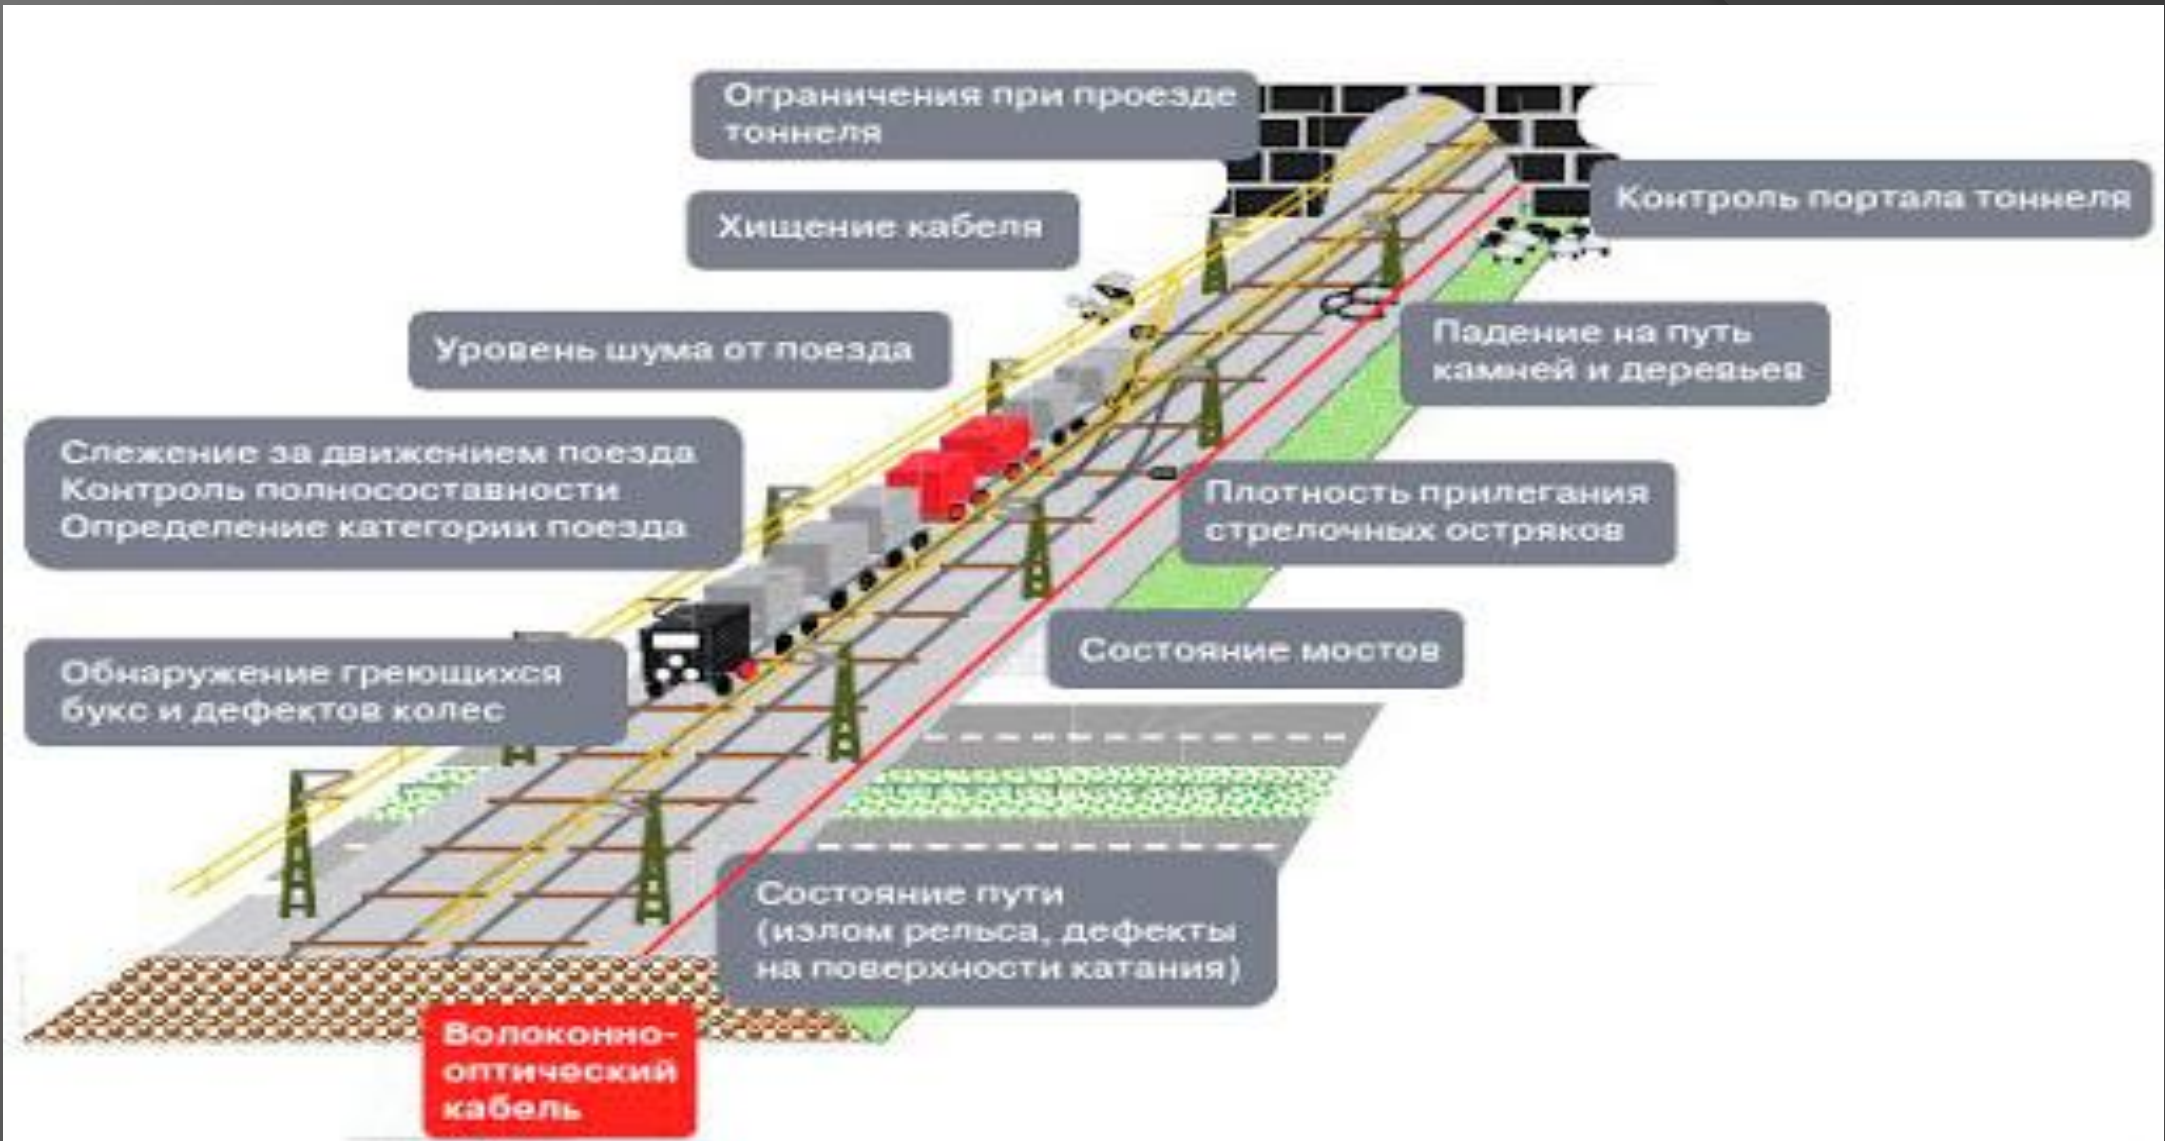 Ограничения при проезде
тоннеля
Контроль портала тоннеля
Хищение кабеля
Уровень шума от поезда
Падение на путь
камней и деревьев
Слежение за движением поезда
Контроль полносоставности
Определение категории поезда
Плотность прилегания
стрелочных остряков
Состояние мостов
Обнаружение греющихся
букс и дефектов колес
Состояние пути
(излом рельса, дефекты
на поверхности катания)
Волоконно-
оптический
кабель